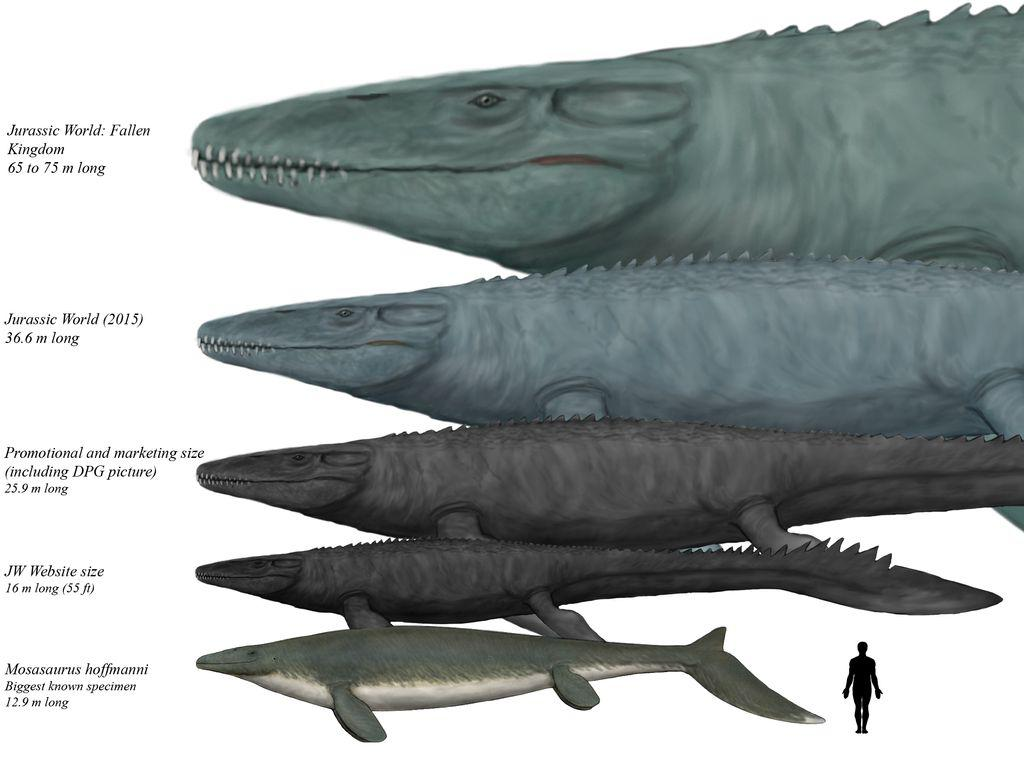 Jurassic World: Fallen
Kingdom
65 to 75 m long
Jurassic World (2015)
36.6 m long
Promotional and marketing size
(including DPG picture)
25.9 m long
JW Website size
16 m long (55 ft)
Mosasaurus hoffmanni
Biggest known specimen
12.9 m long